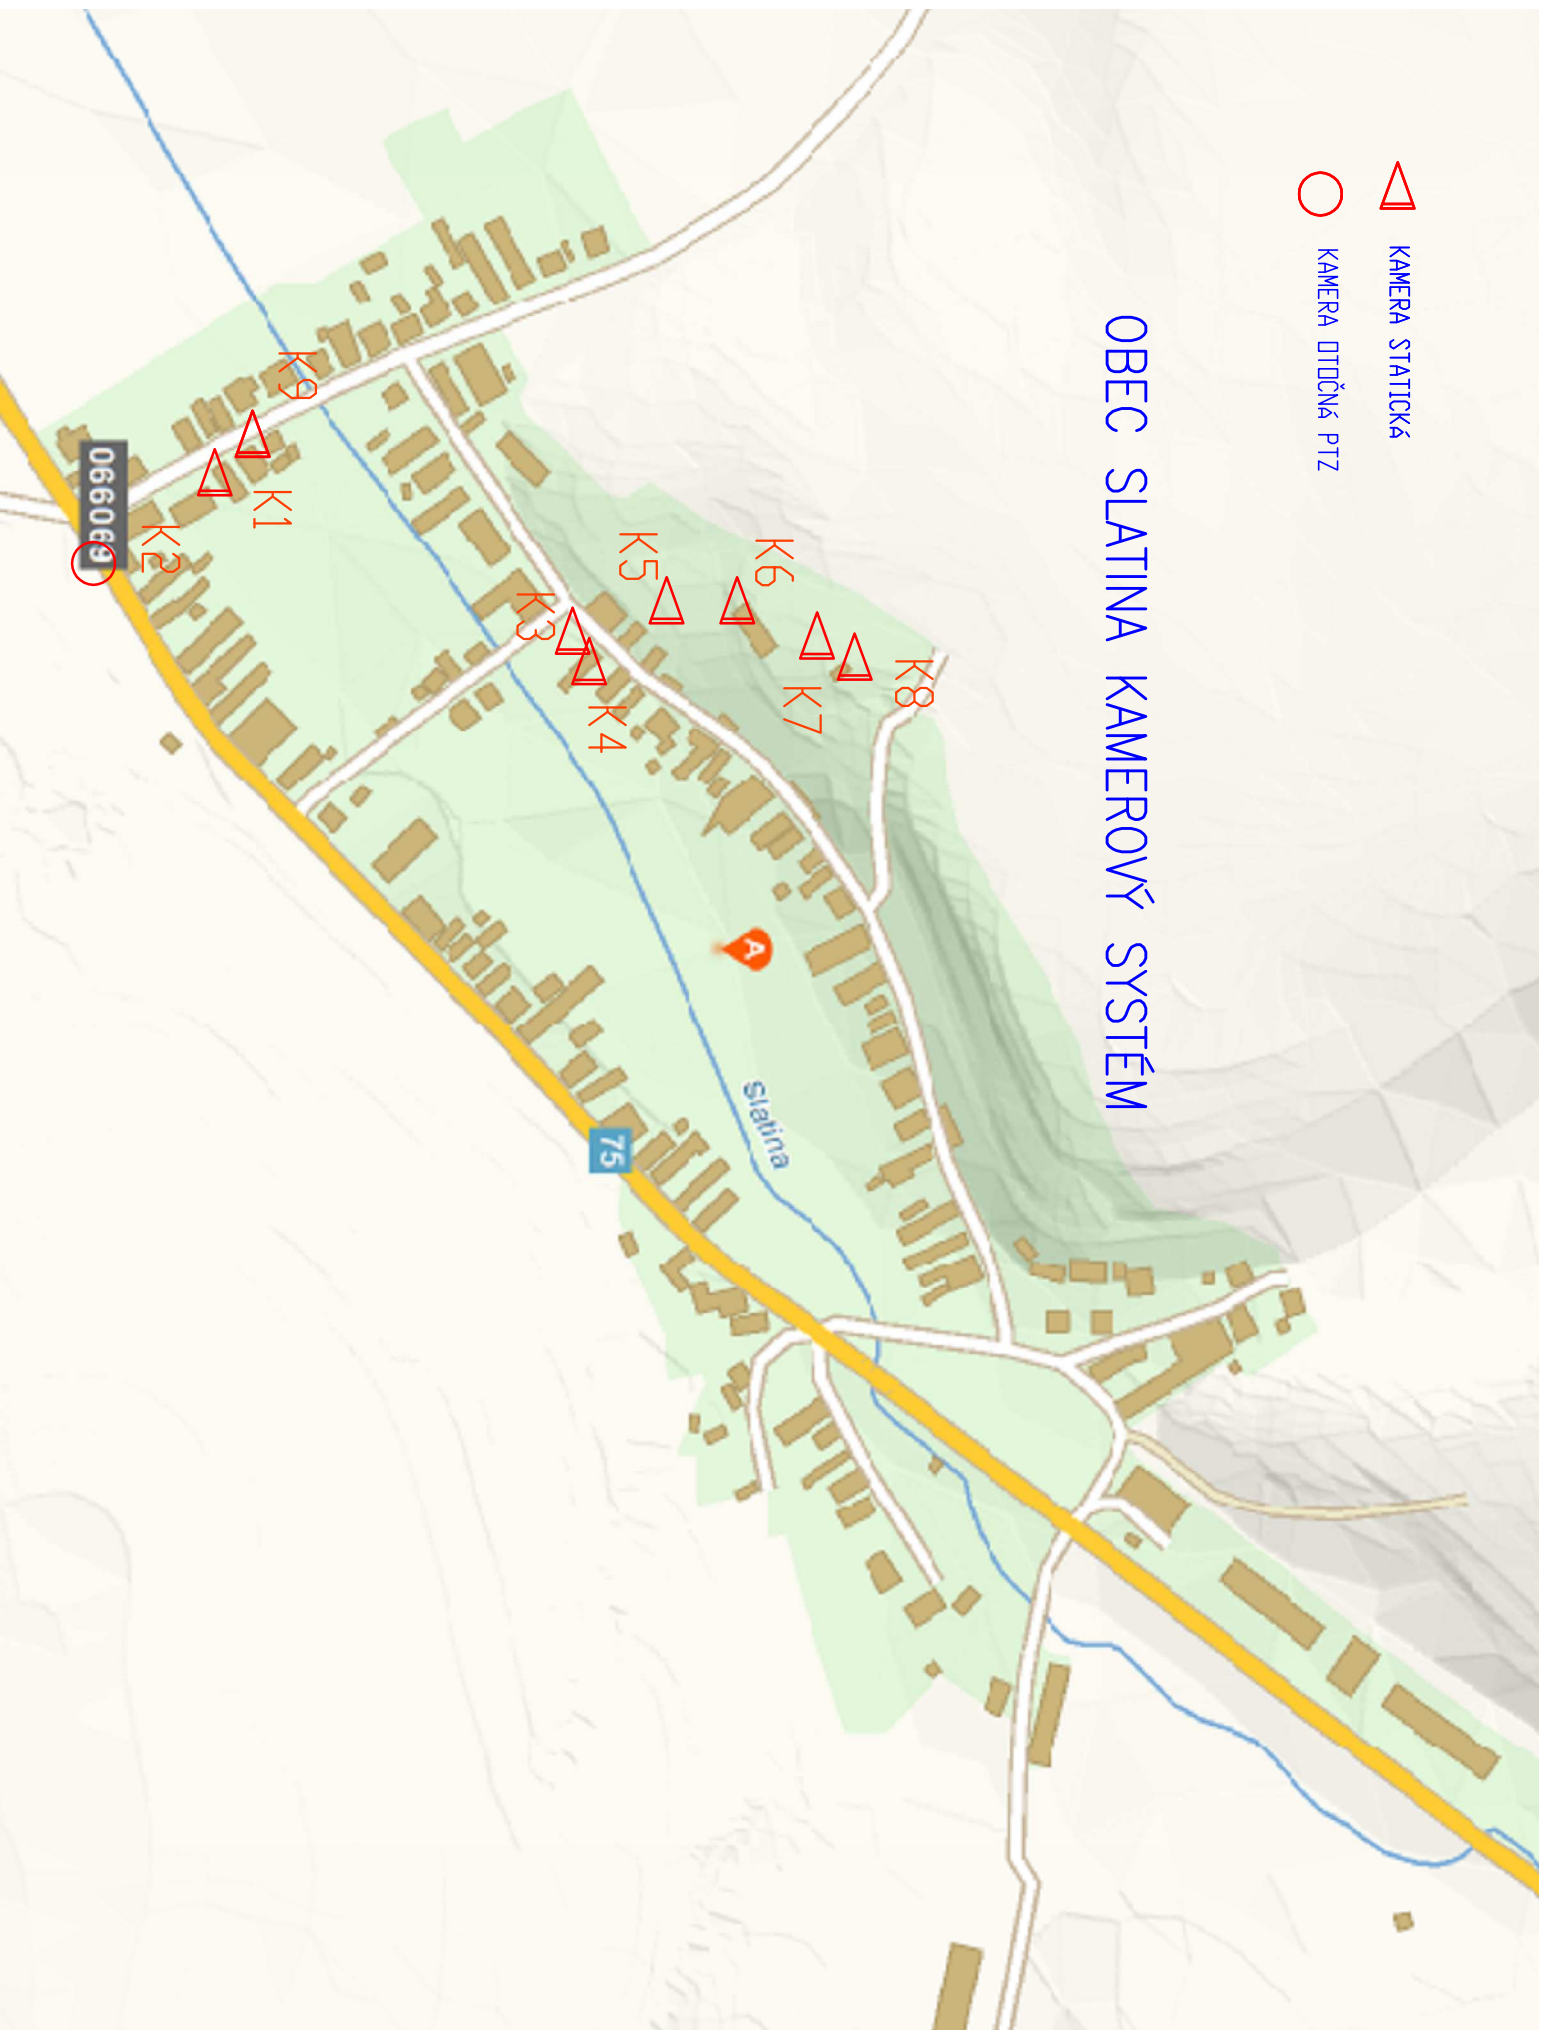 KAMERA STATICKÁ
KAMERA OTOČNÁ PTZ
OBEC SLATINA KAMEROVÝ SYSTÉM
K8
K7
K6
K5
K4
K3
K9
K1
K2
066069
A
Slatina
75